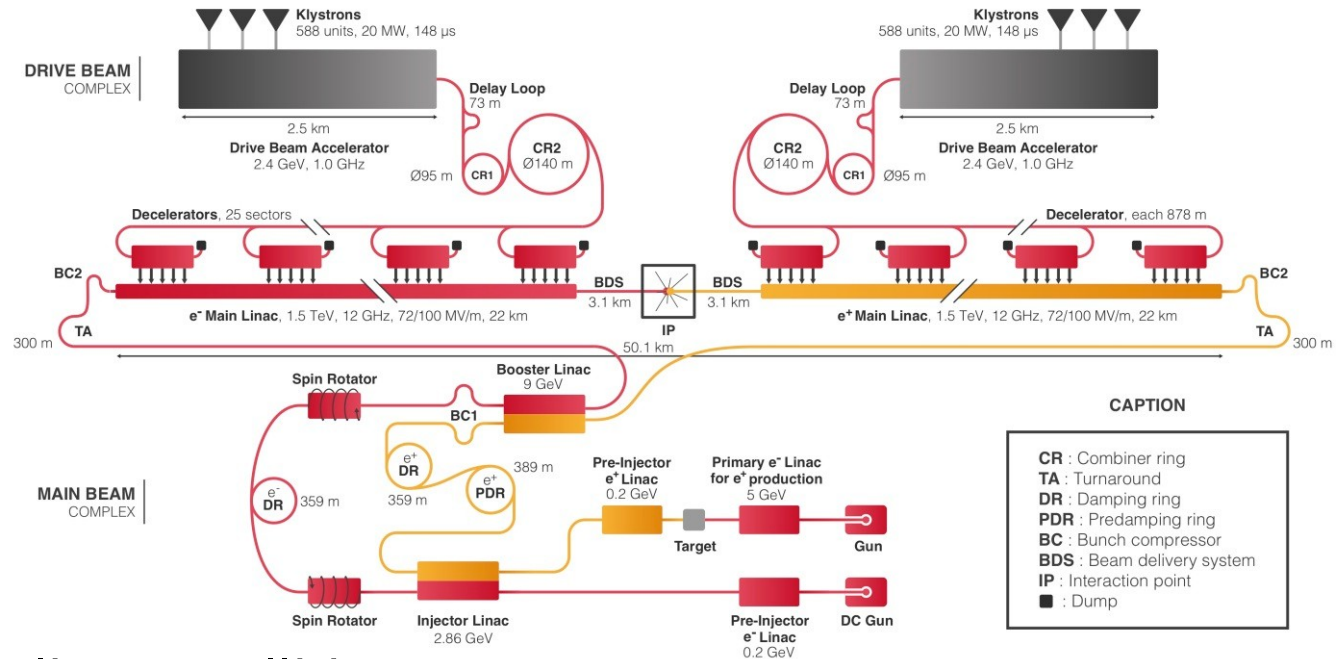 Klystrons
588 units, 20 MW, 148 µs
Klystrons
588 units, 20 MW, 148 µs
DRIVE BEAM
COMPLEX
Delay Loop
73 m
Delay Loop
73 m
2.5 km
Drive Beam Accelerator
2.4 GeV, 1.0 GHz
2.5 km
Drive Beam Accelerator
2.4 GeV, 1.0 GHz
CR2
Ø140 m
CR1
Ø95 m
CR2
Ø140 m
CR1
Ø95 m
Decelerators, 25 sectors
Decelerator, each 878 m
BC2
BDS
3.1 km
IP
BDS
3.1 km
BC2
e⁻ Main Linac, 1.5 TeV, 12 GHz, 72/100 MV/m, 22 km
e⁺ Main Linac, 1.5 TeV, 12 GHz, 72/100 MV/m, 22 km
TA
300 m
TA
300 m
50.1 km
Spin Rotator
Booster Linac
9 GeV
BC1
MAIN BEAM
COMPLEX
e⁻
DR
359 m
e⁺
DR
359 m
e⁺
PDR
389 m
Pre-Injector
e⁺ Linac
0.2 GeV
Primary e⁻ Linac
for e⁺ production
5 GeV
Target
Gun
Spin Rotator
Injector Linac
2.86 GeV
Pre-Injector
e⁻ Linac
0.2 GeV
DC Gun
CAPTION
CR : Combiner ring
TA : Turnaround
DR : Damping ring
PDR : Predamping ring
BC : Bunch compressor
BDS : Beam delivery system
IP : Interaction point
: Dump